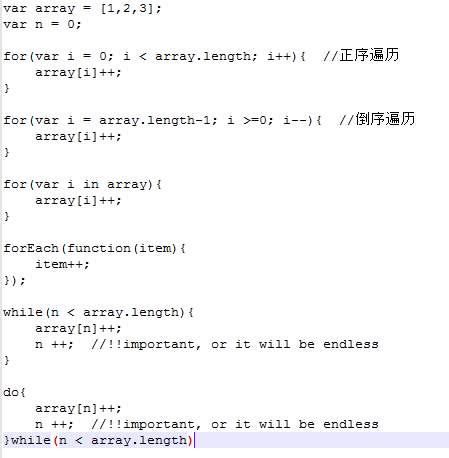 var array = [1,2,3];
var n = 0;
for(var i = 0; i < array.length; i++){  //正序遍历
    array[i]++;
}
for(var i = array.length-1; i >=0; i--){  //倒序遍历
    array[i]++;
}
for(var i in array){
    array[i]++;
}
forEach(function(item){
    item++;
});
while(n < array.length){
    array[n]++;
    n ++;  //!!important, or it will be endless
}
do{
    array[n]++;
    n ++;  //!!important, or it will be endless
}while(n < array.length)